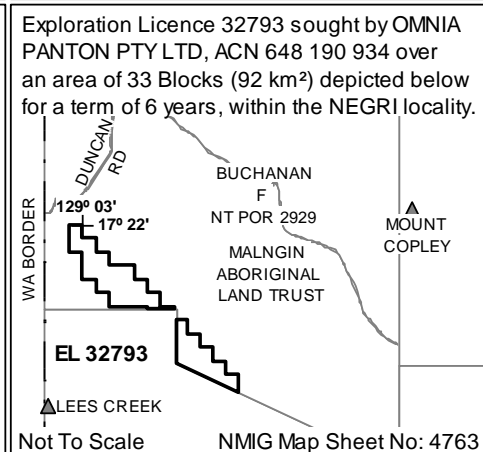 Exploration Licence 32793 sought by OMNIA
PANTON PTY LTD, ACN 648 190 934 over
an area of 33 Blocks (92 km²) depicted below
for a term of 6 years, within the NEGRI locality.
DUNCAN
RD
BUCHANAN
F
NT POR 2929
129º 03'
17º 22'
MOUNT
COPLEY
WA BORDER
MALNGIN
ABORIGINAL
LAND TRUST
EL 32793
LEES CREEK
Not To Scale
NMIG Map Sheet No: 4763